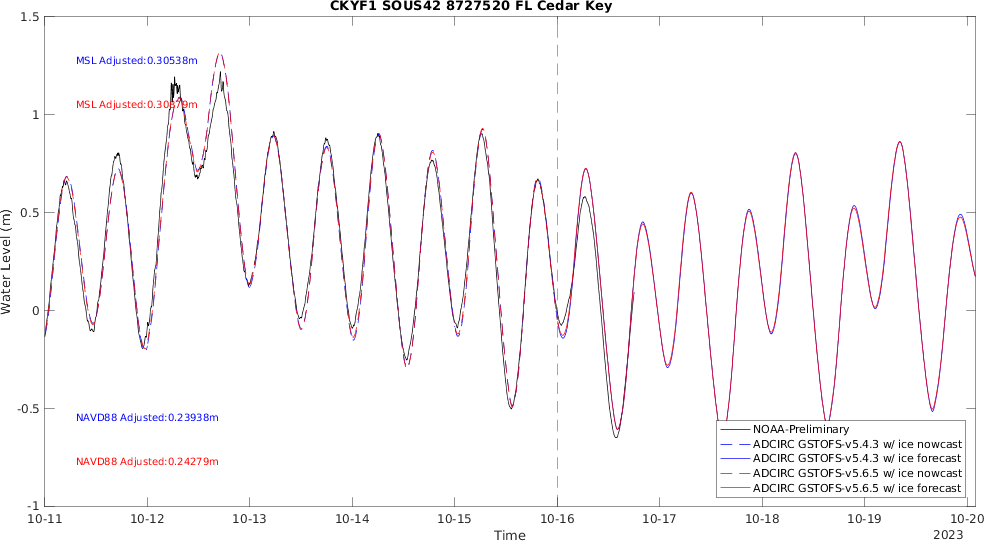 CKYF1 SOUS42 8727520 FL Cedar Key
1.5
MSL Adjusted:0.30538m
MSL Adjusted:0.30879m
1
0.5
Water Level (m)
0
-0.5
NAVD88 Adjusted:0.23938m
NAVD88 Adjusted:0.24279m
NOAA-Preliminary
ADCIRC GSTOFS-v5.4.3 w/ ice nowcast
ADCIRC GSTOFS-v5.4.3 w/ ice forecast
ADCIRC GSTOFS-v5.6.5 w/ ice nowcast
ADCIRC GSTOFS-v5.6.5 w/ ice forecast
-1
10-11 10-12 10-13 10-14 10-15 10-16 10-17 10-18 10-19 10-20
Time
2023